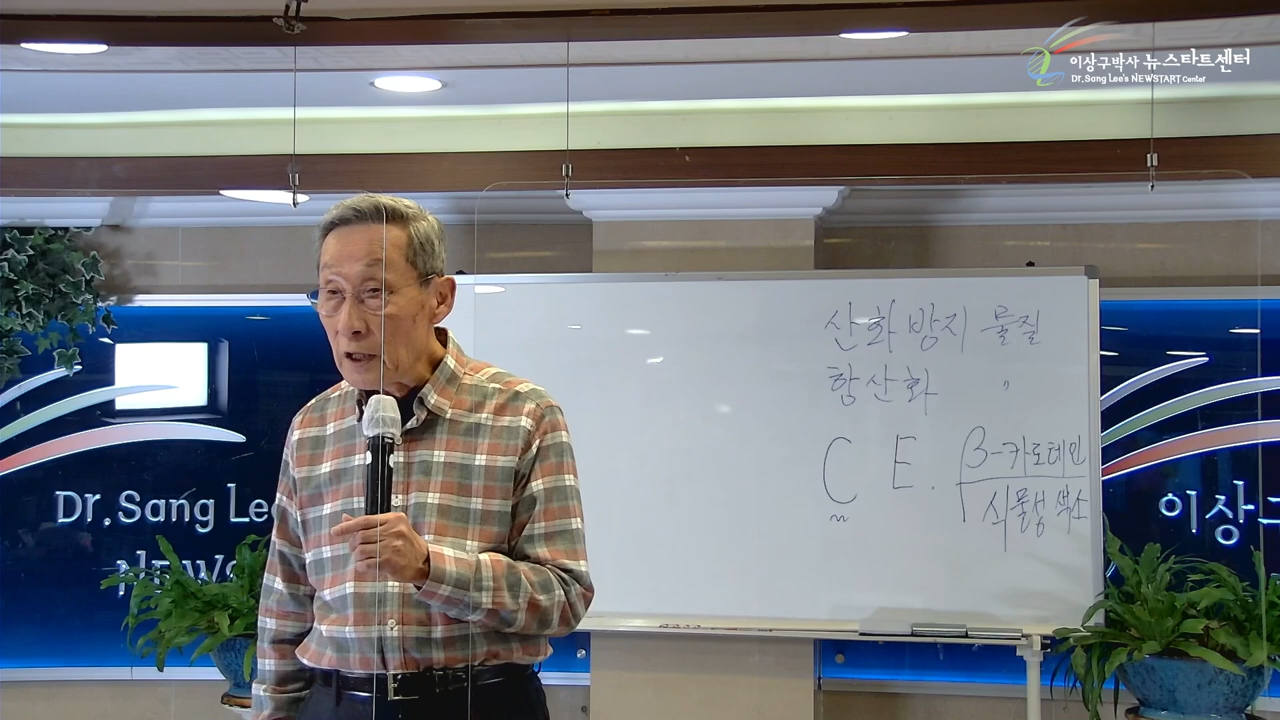 이상구박사 뉴스타트센터
Dr. Sang Lee's NEWSTART Center
산화방지 물질
항산화 〃
C E. β-카로테인
식물성 색소
Dr. Sang Le
NEWS
이상구